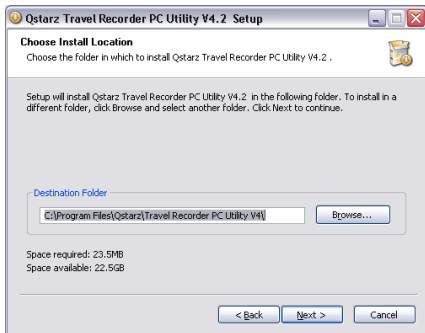 Qstarz Travel Recorder PC Utility V4.2 Setup
Choose Install Location
Choose the folder in which to install Qstarz Travel Recorder PC Utility V4.2 .
Setup will install Qstarz Travel Recorder PC Utility V4.2 in the following folder. To install in a
different folder, click Browse and select another folder. Click Next to continue.
Destination Folder
C:\Program Files\Qstarz\Travel Recorder PC Utility V4\
Browse...
Space required: 23.5MB
Space available: 22.5GB
< Back
Next >
Cancel